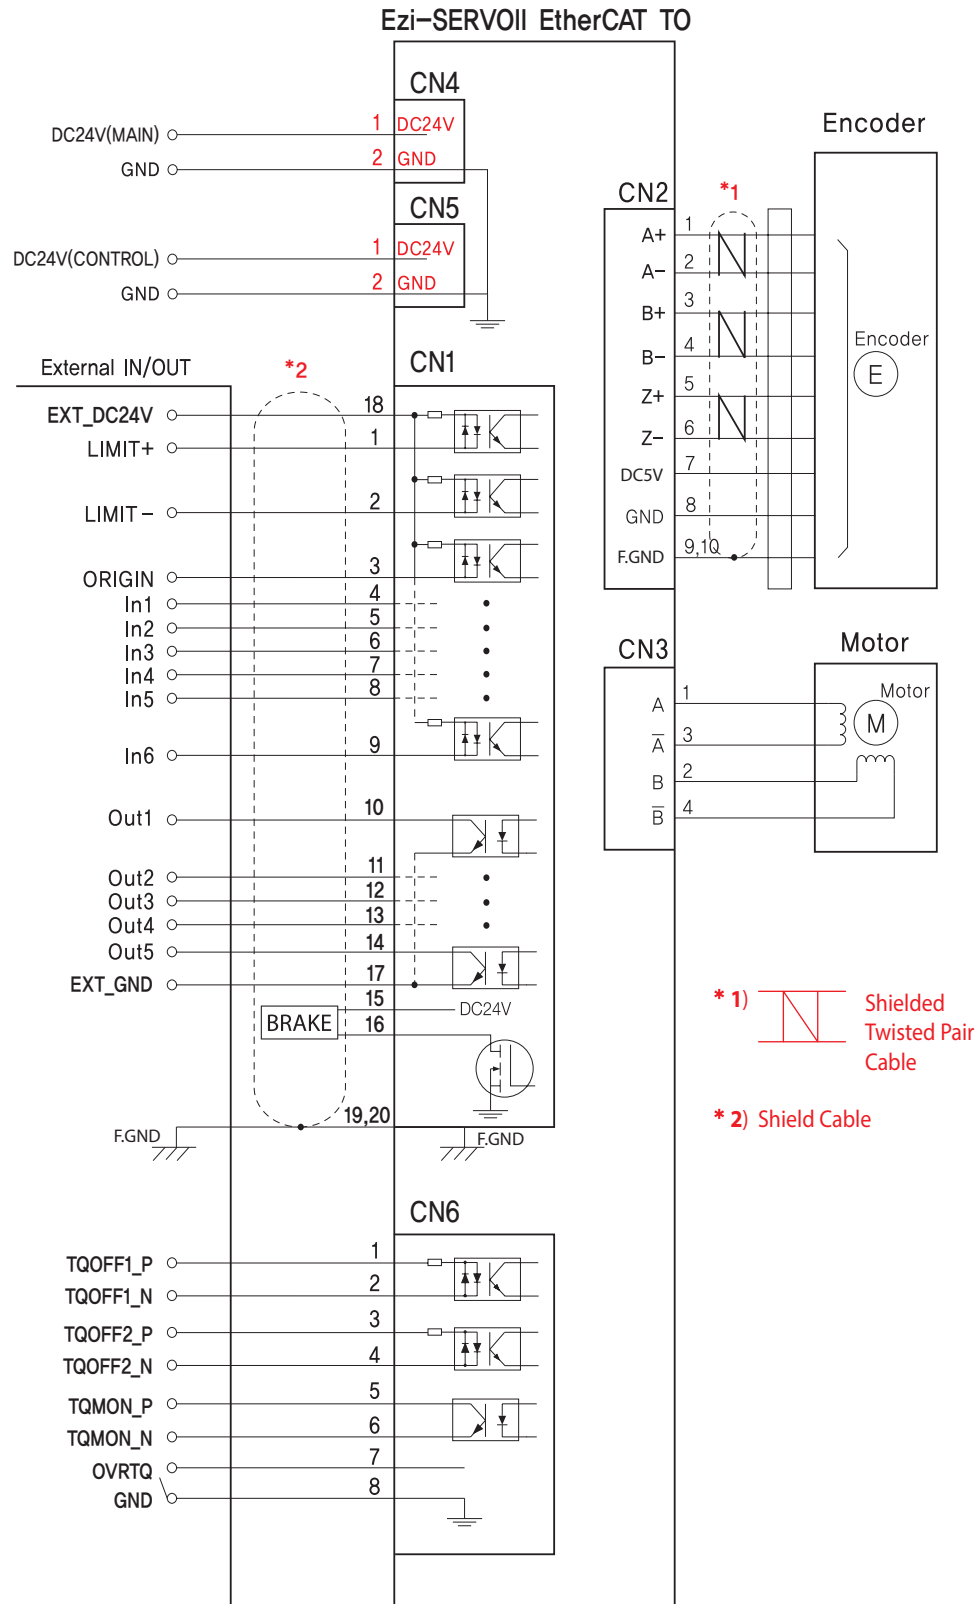 Ezi-SERVOII EtherCAT TO
CN4
DC24V(MAIN) 1 DC24V
GND 2 GND
CN5
DC24V(CONTROL) 1 DC24V
GND 2 GND
External IN/OUT
*2
CN1
EXT_DC24V 18
LIMIT+ 1
LIMIT- 2
ORIGIN 3
In1 4
In2 5
In3 6
In4 7
In5 8
In6 9
Out1 10
Out2 11
Out3 12
Out4 13
Out5 14
EXT_GND 17
15 DC24V
BRAKE 16
19,20
F.GND
F.GND
CN6
TQOFF1_P 1
TQOFF1_N 2
TQOFF2_P 3
TQOFF2_N 4
TQMON_P 5
TQMON_N 6
OVRTQ 7
GND 8
Encoder
CN2
*1
A+ 1
A- 2
B+ 3
B- 4
Z+ 5
Z- 6
DC5V 7
GND 8
F.GND 9,10
Encoder
E
CN3
Motor
A 1
A̅ 3
B 2
B̅ 4
Motor
M
* 1) Shielded
Twisted Pair
Cable
* 2) Shield Cable